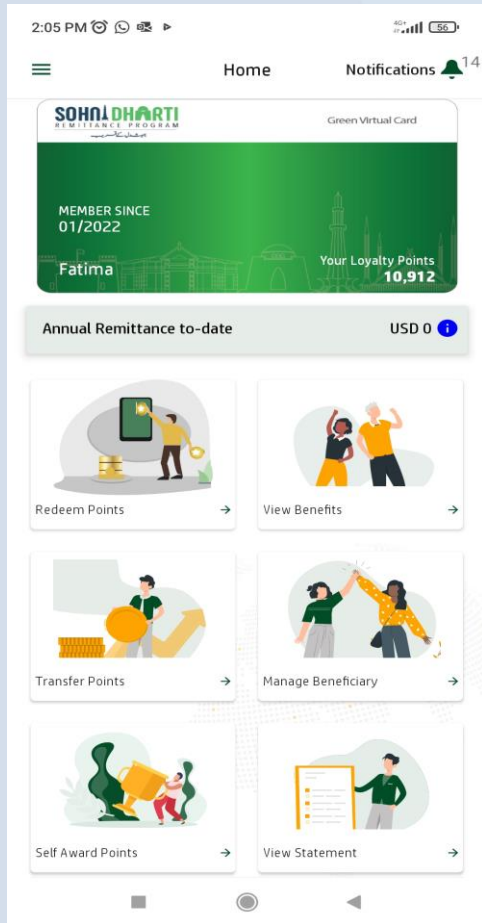 2:05 PM
4G+
56
Home
Notifications
14
SOHNI DHARTI
REMITTANCE PROGRAM
Green Virtual Card
MEMBER SINCE
01/2022
Fatima
Your Loyalty Points
10,912
Annual Remittance to-date
USD 0
i
Redeem Points
View Benefits
Transfer Points
Manage Beneficiary
Self Award Points
View Statement